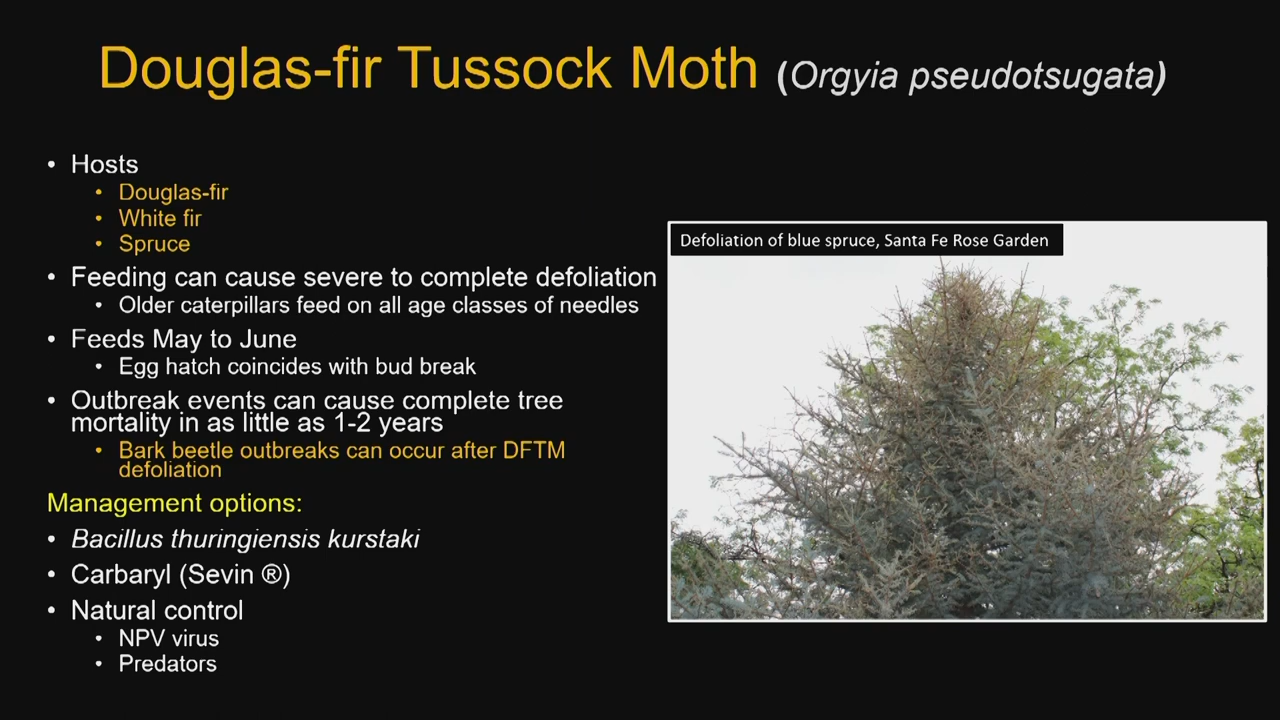 Douglas-fir Tussock Moth (Orgyia pseudotsugata)
• Hosts
• Douglas-fir
• White fir
• Spruce
• Feeding can cause severe to complete defoliation
• Older caterpillars feed on all age classes of needles
• Feeds May to June
• Egg hatch coincides with bud break
• Outbreak events can cause complete tree
mortality in as little as 1-2 years
• Bark beetle outbreaks can occur after DFTM
defoliation
Management options:
• Bacillus thuringiensis kurstaki
• Carbaryl (Sevin ®)
• Natural control
• NPV virus
• Predators
Defoliation of blue spruce, Santa Fe Rose Garden